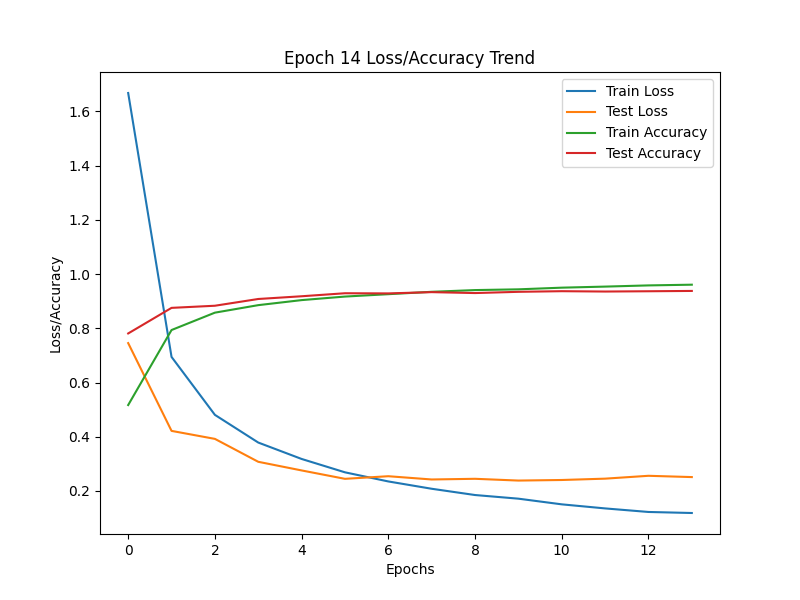 Epoch 14 Loss/Accuracy Trend
Train Loss
Test Loss
Train Accuracy
Test Accuracy
Loss/Accuracy
1.6
1.4
1.2
1.0
0.8
0.6
0.4
0.2
0 2 4 6 8 10 12
Epochs